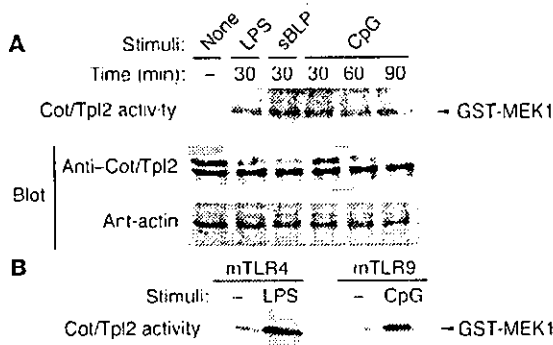 A
Stimuli: None LPS sBLP CpG
Time (min): – 30 30 30 60 90
Cot/Tpl2 activity GST-MEK1
Blot
Anti–Cot/Tpl2
Ant-actin
B
mTLR4 mTLR9
Stimuli: – LPS – CpG
Cot/Tpl2 activity GST-MEK1